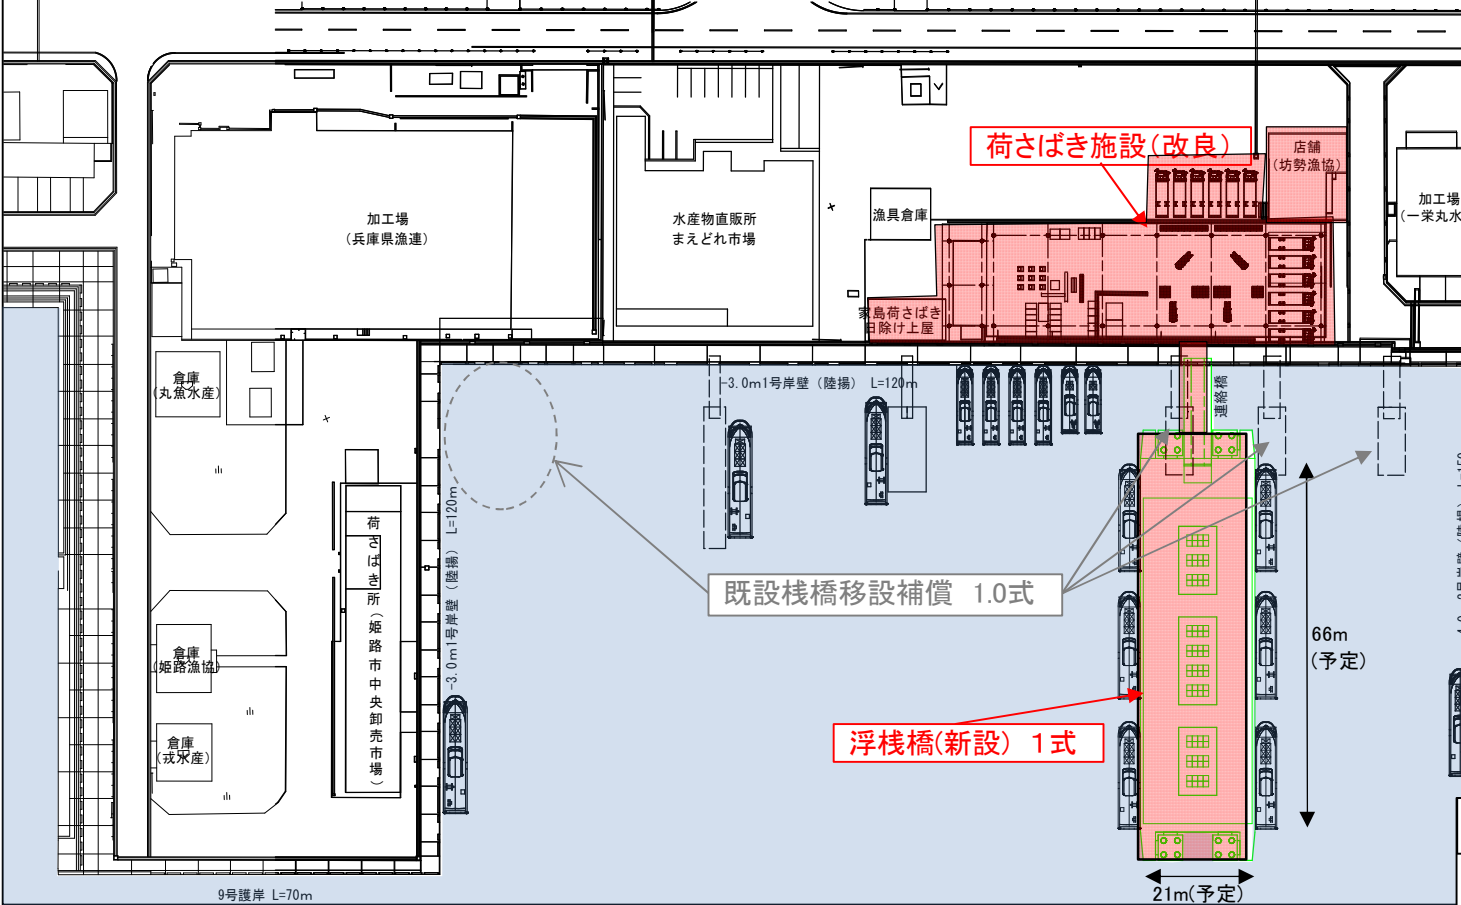 荷さばき施設(改良)
店舗
(坊勢漁協)
加工場
(一栄丸水
加工場
(兵庫県漁連)
水産物直販所
まえどれ市場
漁具倉庫
家島荷さばき
日除け上屋
倉庫
(丸魚水産)
-3.0m1号岸壁（陸揚） L=120m
連絡橋
-3.0m1号岸壁（陸揚） L=120m
荷さばき所（姫路市中央卸売市場）
既設桟橋移設補償 1.0式
66m
(予定)
倉庫
(姫路漁協)
浮桟橋(新設) 1式
倉庫
(戎水産)
21m(予定)
9号護岸 L=70m